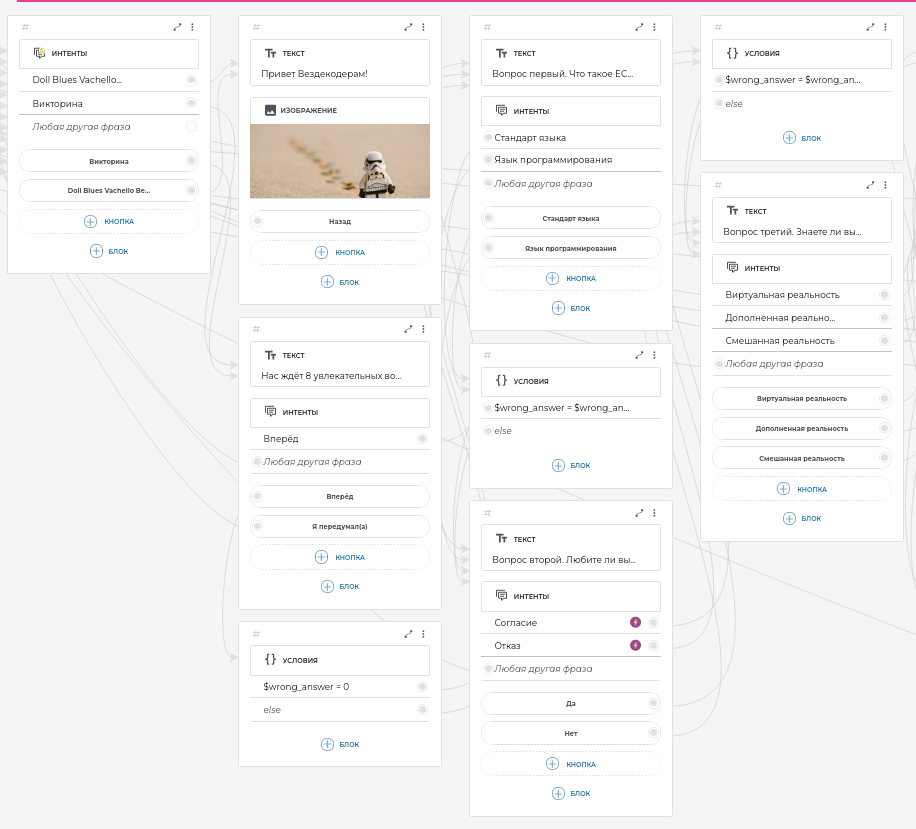 #
ИНТЕНТЫ
Doll Blues Vachello...
Викторина
Любая другая фраза
Викторина
Doll Blues Vachello Be...
КНОПКА
БЛОК
#
ТЕКСТ
Привет Вездекодерам!
ИЗОБРАЖЕНИЕ
Назад
КНОПКА
БЛОК
#
ТЕКСТ
Нас ждёт 8 увлекательных во...
ИНТЕНТЫ
Вперёд
Любая другая фраза
Вперёд
Я передумал(а)
КНОПКА
БЛОК
#
{} УСЛОВИЯ
$wrong_answer = 0
else
БЛОК
#
ТЕКСТ
Вопрос первый. Что такое ЕС...
ИНТЕНТЫ
Стандарт языка
Язык программирования
Любая другая фраза
Стандарт языка
Язык программирования
КНОПКА
БЛОК
#
{} УСЛОВИЯ
$wrong_answer = $wrong_an...
else
БЛОК
#
ТЕКСТ
Вопрос второй. Любите ли вы...
ИНТЕНТЫ
Согласие
Отказ
Любая другая фраза
Да
Нет
КНОПКА
БЛОК
#
{} УСЛОВИЯ
$wrong_answer = $wrong_an...
else
БЛОК
#
ТЕКСТ
Вопрос третий. Знаете ли вы...
ИНТЕНТЫ
Виртуальная реальность
Дополненная реально...
Смешанная реальность
Любая другая фраза
Виртуальная реальность
Дополненная реальность
Смешанная реальность
КНОПКА
БЛОК